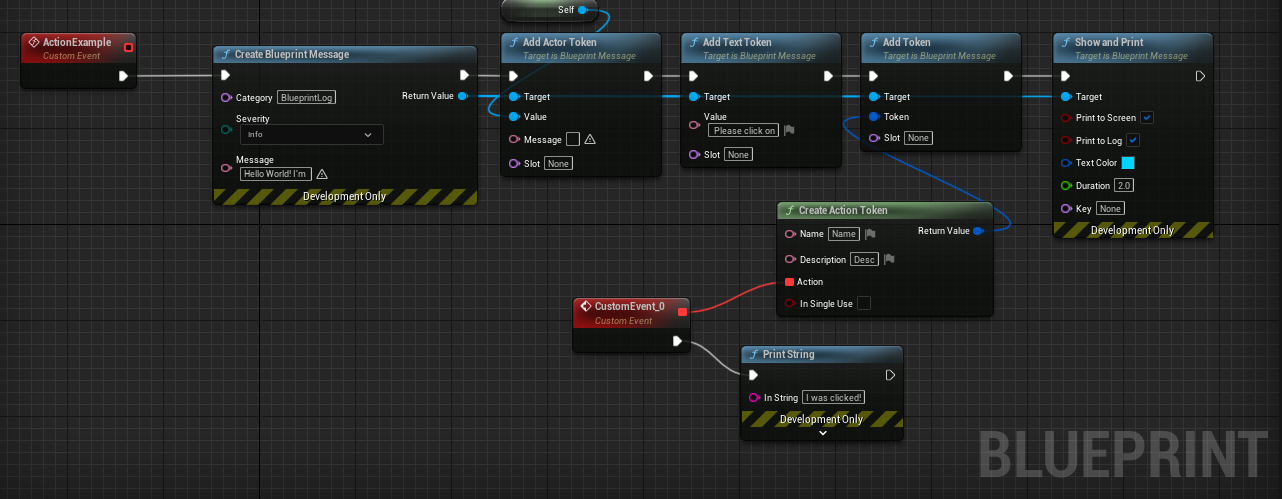 Self
ActionExample
Custom Event
Create Blueprint Message
Category BlueprintLog
Return Value
Severity
Info
Message
Hello World! I'm
Development Only
Add Actor Token
Target is Blueprint Message
Target
Value
Message
Slot None
Add Text Token
Target is Blueprint Message
Target
Value
Please click on
Slot None
Add Token
Target is Blueprint Message
Target
Token
Slot None
Show and Print
Target is Blueprint Message
Target
Print to Screen
Print to Log
Text Color
Duration 2.0
Key None
Development Only
Create Action Token
Name Name
Return Value
Description Desc
Action
In Single Use
CustomEvent_0
Custom Event
Print String
In String I was clicked!
Development Only
BLUEPRINT